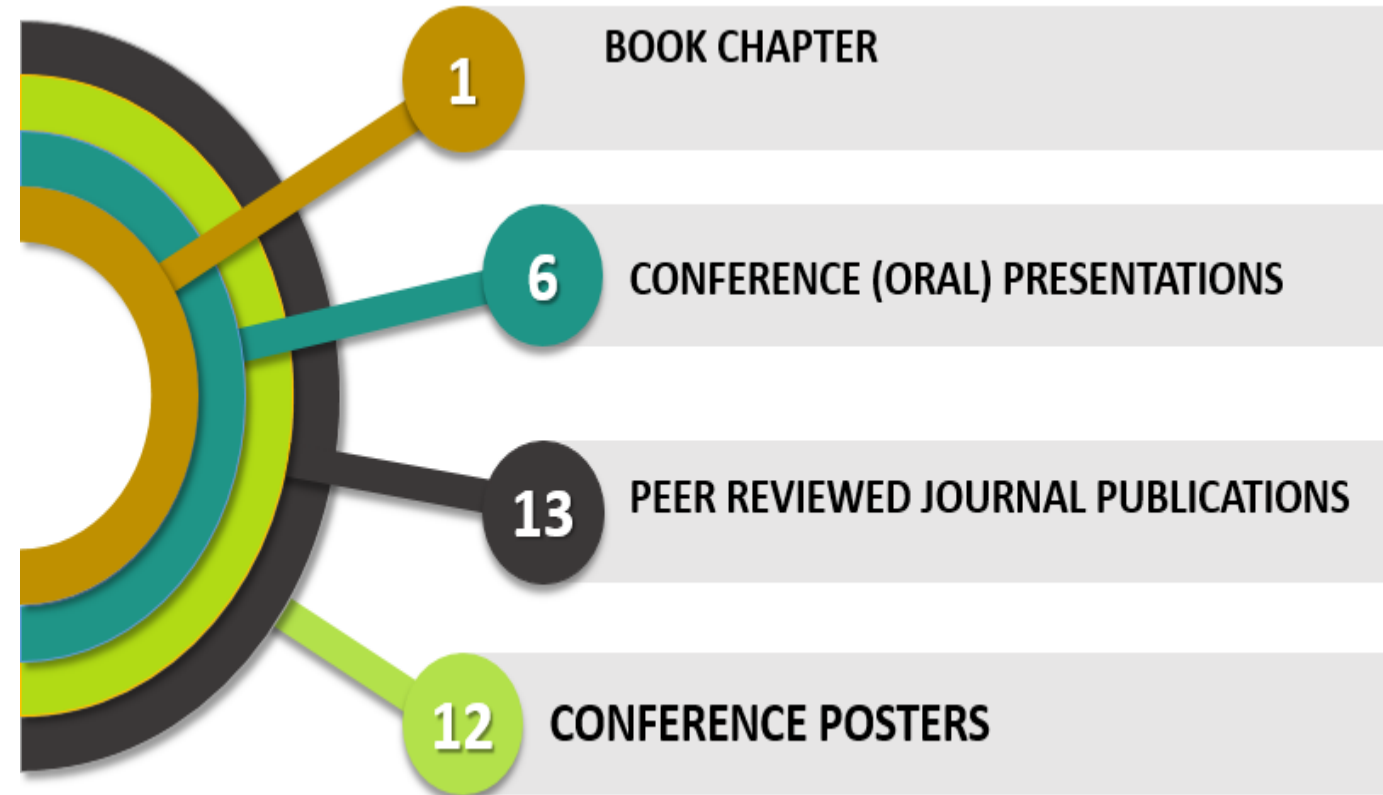 1 BOOK CHAPTER
6 CONFERENCE (ORAL) PRESENTATIONS
13 PEER REVIEWED JOURNAL PUBLICATIONS
12 CONFERENCE POSTERS